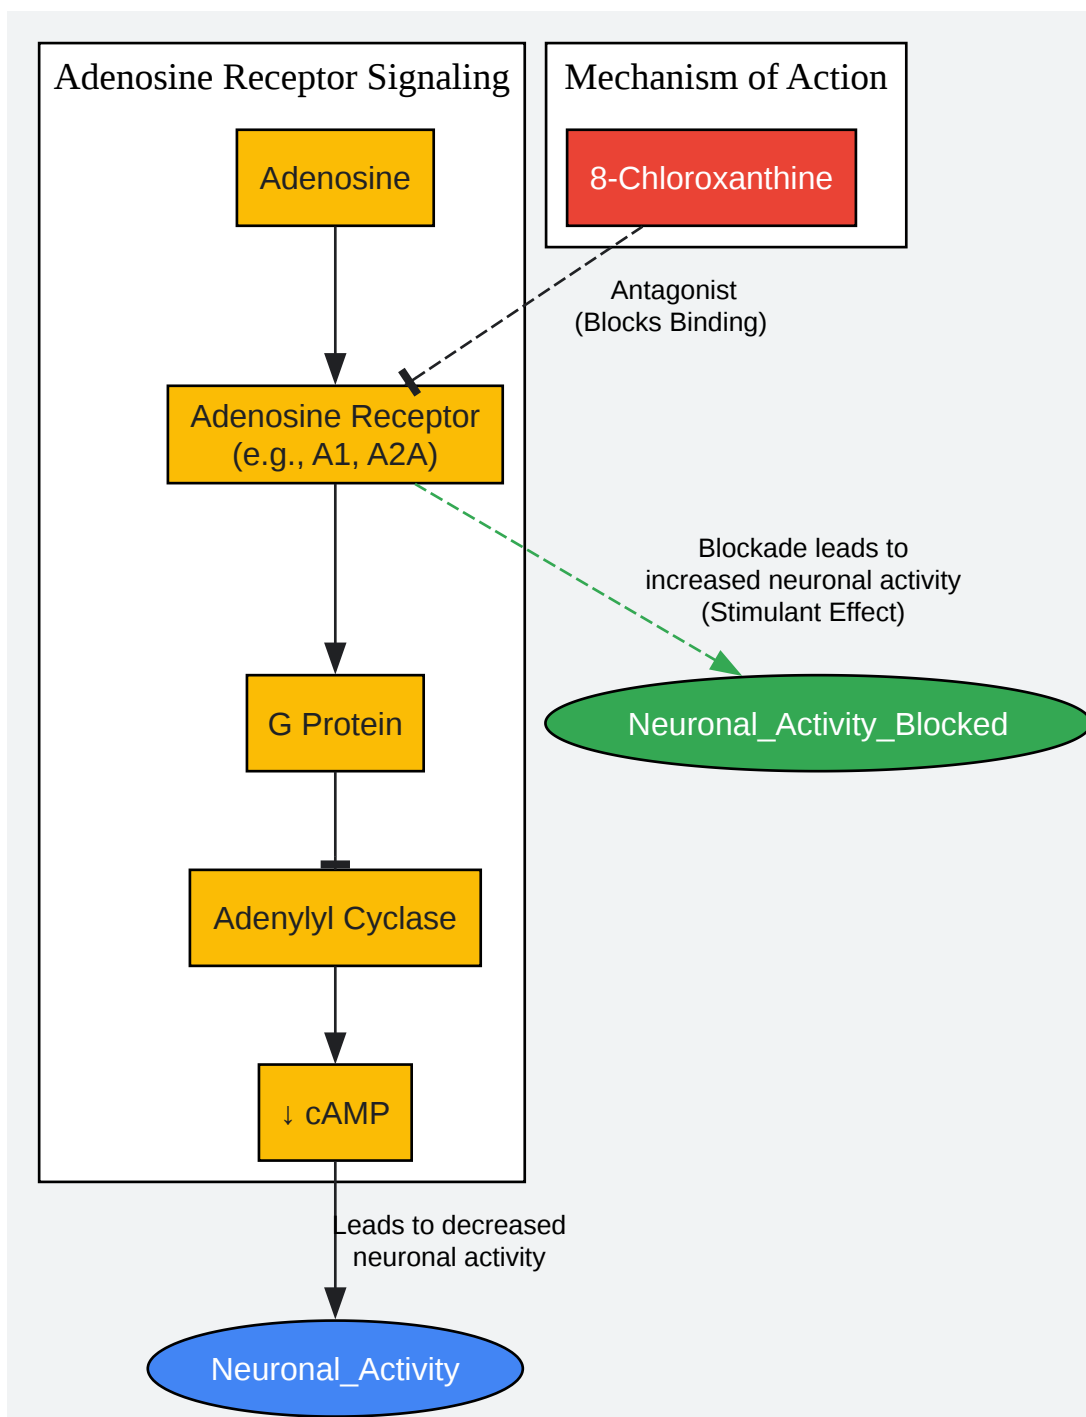 Adenosine Receptor Signaling
Mechanism of Action
Adenosine
8-Chloroxanthine
Antagonist
(Blocks Binding)
Adenosine Receptor
(e.g., A1, A2A)
Blockade leads to
increased neuronal activity
(Stimulant Effect)
G Protein
Neuronal_Activity_Blocked
Adenylyl Cyclase
↓ cAMP
Leads to decreased
neuronal activity
Neuronal_Activity